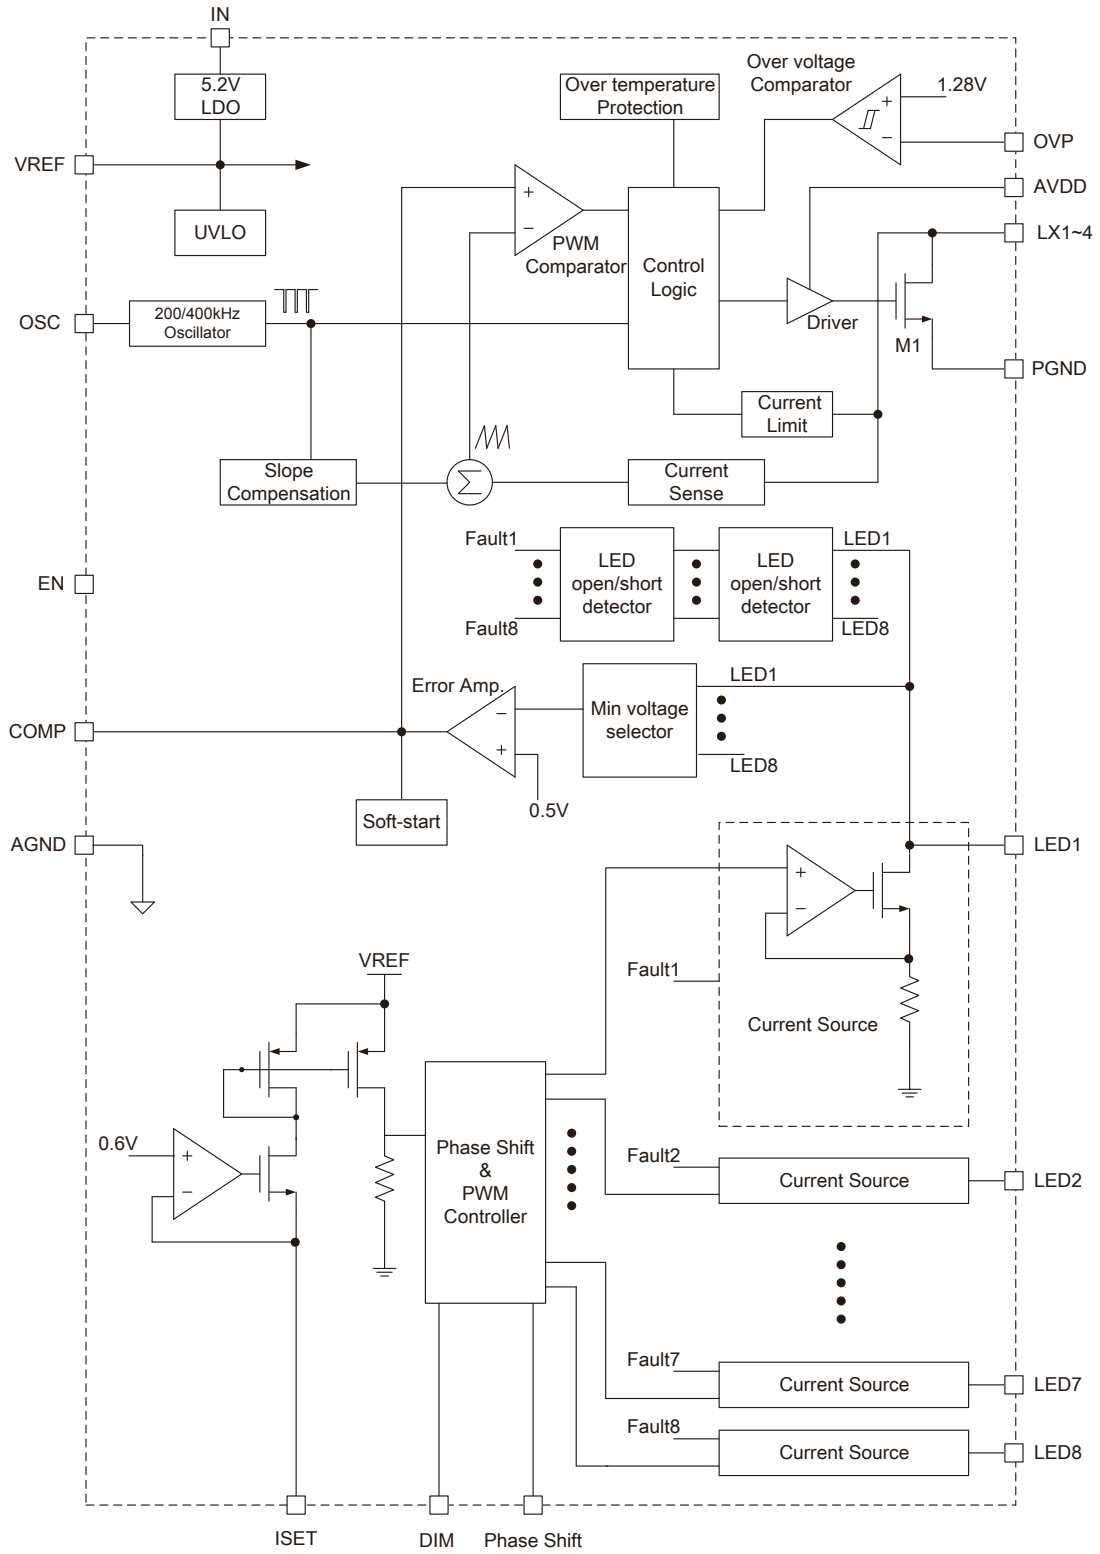 IN
5.2V
LDO
VREF
UVLO
OSC
200/400kHz
Oscillator
Over temperature
Protection
Over voltage
Comparator
+
−
1.28V
OVP
AVDD
LX1~4
+
−
PWM
Comparator
Control
Logic
Driver
M1
PGND
Current
Limit
Slope
Compensation
Σ
Current
Sense
EN
Fault1
Fault8
LED
open/short
detector
LED
open/short
detector
LED1
LED8
COMP
Error Amp.
−
+
0.5V
Min voltage
selector
LED1
LED8
Soft-start
AGND
LED1
+
−
Fault1
Current Source
VREF
0.6V
+
−
Phase Shift
&
PWM
Controller
Fault2
Current Source
LED2
Fault7
Current Source
LED7
Fault8
Current Source
LED8
ISET
DIM
Phase Shift